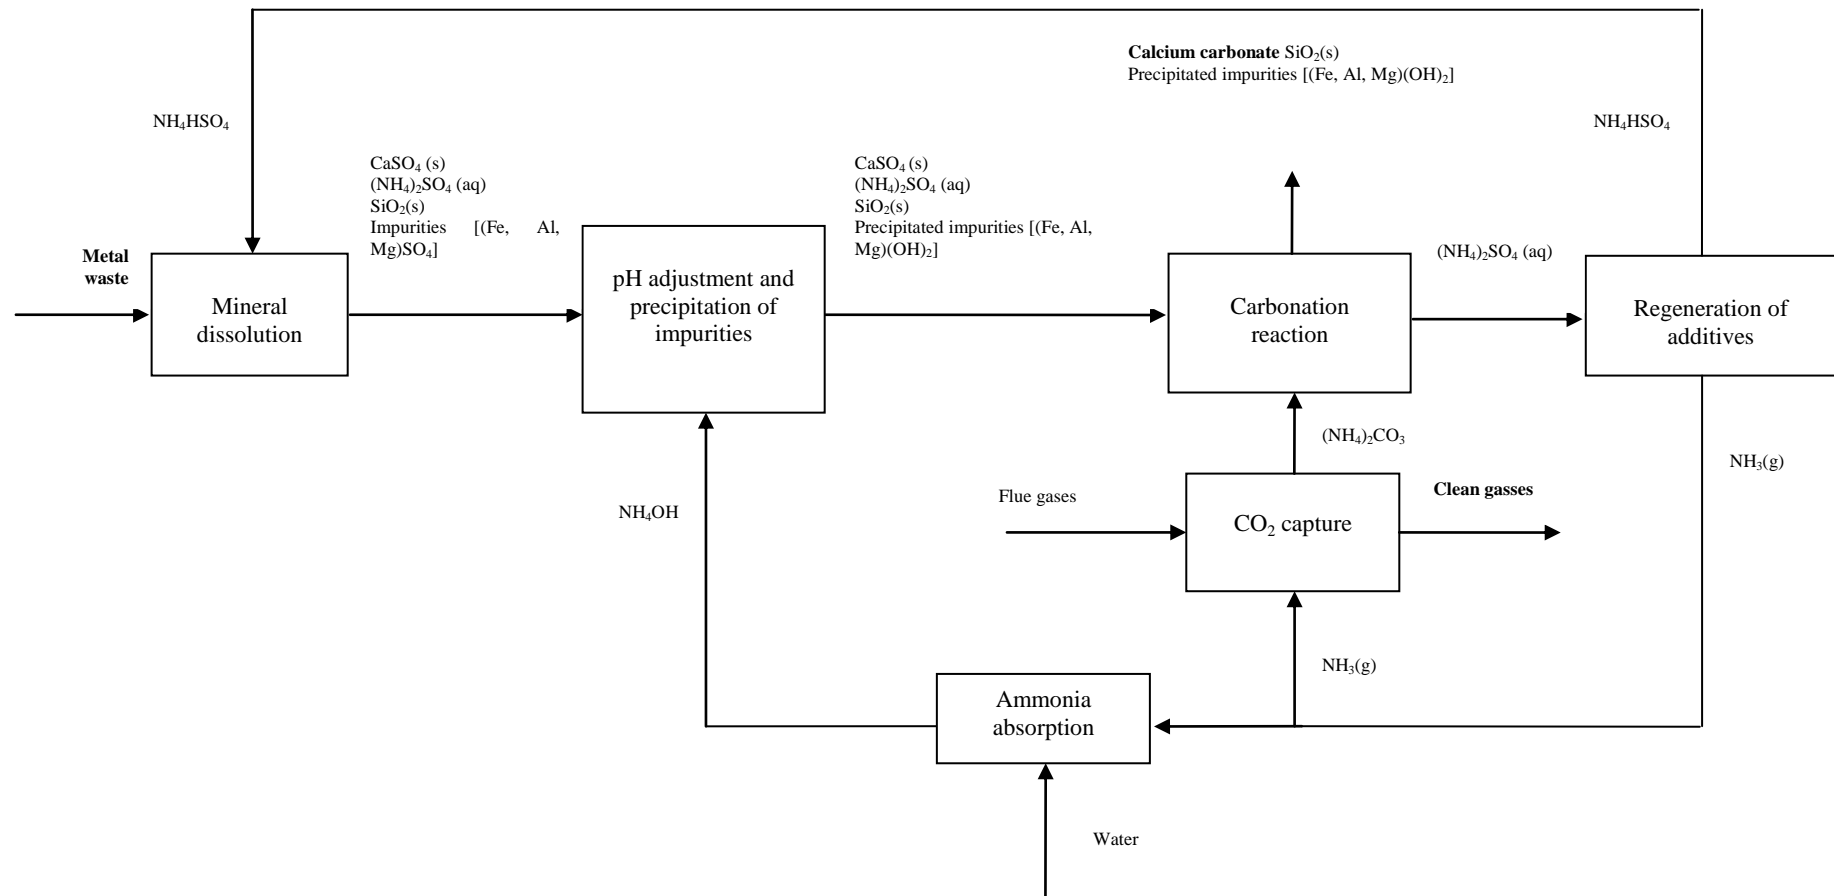 Calcium carbonate SiO₂(s)
Precipitated impurities [(Fe, Al, Mg)(OH)₂]
NH₄HSO₄
NH₄HSO₄
CaSO₄ (s)
(NH₄)₂SO₄ (aq)
SiO₂(s)
Impurities [(Fe, Al,
Mg)SO₄]
CaSO₄ (s)
(NH₄)₂SO₄ (aq)
SiO₂(s)
Precipitated impurities [(Fe, Al,
Mg)(OH)₂]
Metal
waste
Mineral
dissolution
pH adjustment and
precipitation of
impurities
Carbonation
reaction
(NH₄)₂SO₄ (aq)
Regeneration of
additives
(NH₄)₂CO₃
NH₃(g)
NH₄OH
Flue gases
CO₂ capture
Clean gasses
NH₃(g)
Ammonia
absorption
Water